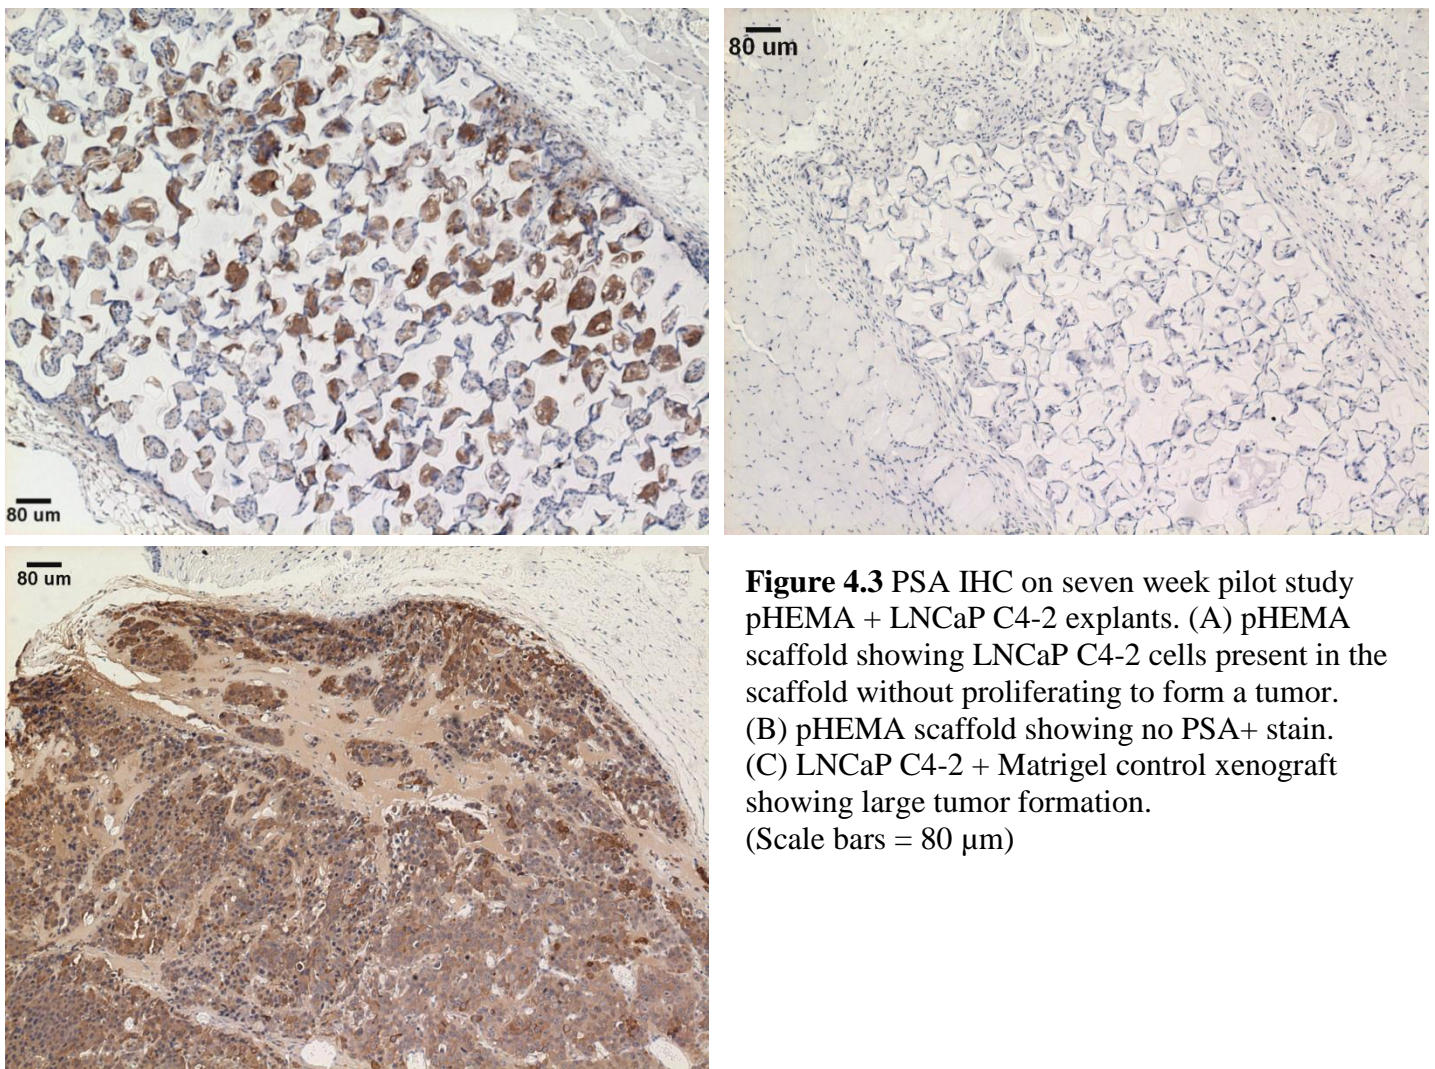 80 um
80 um
80 um
Figure 4.3 PSA IHC on seven week pilot study
pHEMA + LNCaP C4-2 explants. (A) pHEMA
scaffold showing LNCaP C4-2 cells present in the
scaffold without proliferating to form a tumor.
(B) pHEMA scaffold showing no PSA+ stain.
(C) LNCaP C4-2 + Matrigel control xenograft
showing large tumor formation.
(Scale bars = 80 μm)